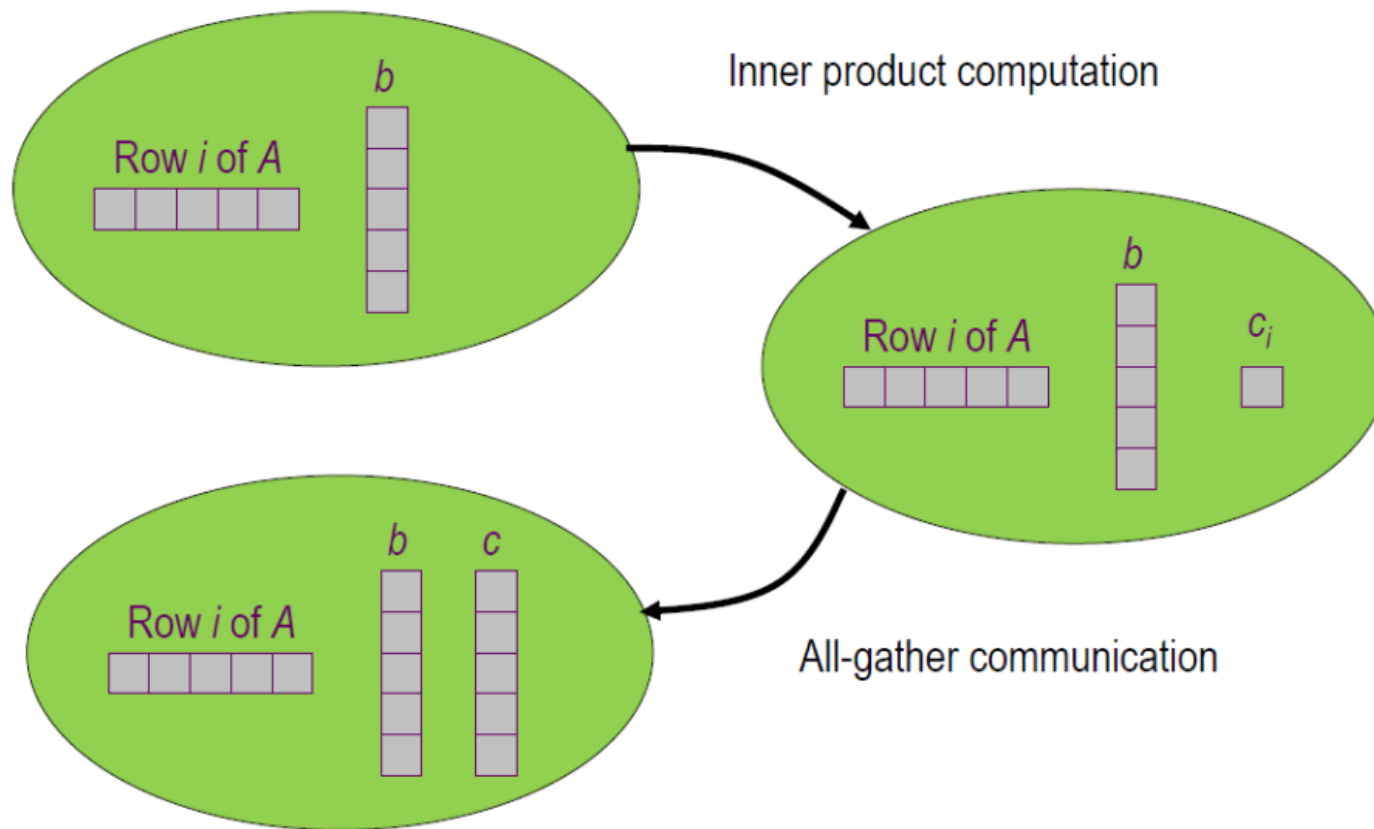 Inner product computation
b
Row i of A
b
Row i of A
c_i
b
c
Row i of A
All-gather communication